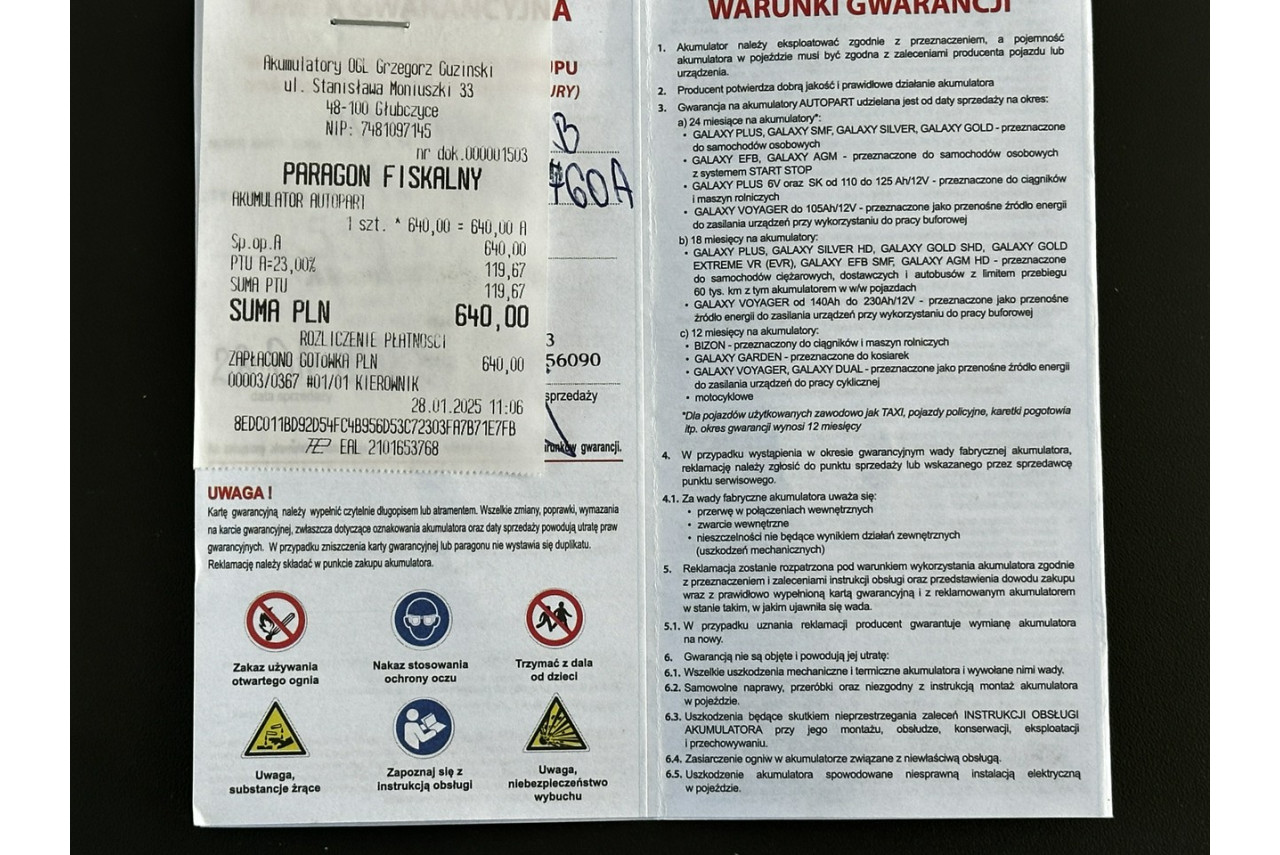 A
Akumulatory OGL Grzegorz Guziński
ul. Stanisława Moniuszki 33
48-100 Głubczyce
NIP: 7481097145
nr dok.000001503
PARAGON FISKALNY
AKUMULATOR AUTOPART
1 szt. * 640,00 = 640,00 A
Sp.op.A 640,00
PTU A=23,00% 119,67
SUMA PTU 119,67
SUMA PLN 640,00
ROZLICZENIE PŁATNOŚCI
ZAPŁACONO GOTÓWKA PLN 640,00
00003/0367 #01/01 KIEROWNIK
28.01.2025 11:06
8EDC011BD92D54FC4B956D53C72303FA7B71E7FB
EAL 2101653768
UPU
URY)
B
760A
3
56090
sprzedaży
gwarancji.
UWAGA !
Kartę gwarancyjną należy wypełnić czytelnie długopisem lub atramentem. Wszelkie zmiany, poprawki, wymazania
na karcie gwarancyjnej, zwłaszcza dotyczące oznakowania akumulatora oraz daty sprzedaży powodują utratę praw
gwarancyjnych. W przypadku zniszczenia karty gwarancyjnej lub paragonu nie wystawia się duplikatu.
Reklamację należy składać w punkcie zakupu akumulatora.
Zakaz używania
otwartego ognia
Nakaz stosowania
ochrony oczu
Trzymać z dala
od dzieci
Uwaga,
substancje żrące
Zapoznaj się z
instrukcją obsługi
Uwaga,
niebezpieczeństwo
wybuchu
WARUNKI GWARANCJI
1. Akumulator należy eksploatować zgodnie z przeznaczeniem, a pojemność
akumulatora w pojeździe musi być zgodna z zaleceniami producenta pojazdu lub
urządzenia.
2. Producent potwierdza dobrą jakość i prawidłowe działanie akumulatora
3. Gwarancja na akumulatory AUTOPART udzielana jest od daty sprzedaży na okres:
a) 24 miesiące na akumulatory*:
• GALAXY PLUS, GALAXY SMF, GALAXY SILVER, GALAXY GOLD - przeznaczone
do samochodów osobowych
• GALAXY EFB, GALAXY AGM - przeznaczone do samochodów osobowych
z systemem START STOP
• GALAXY PLUS 6V oraz SK od 110 do 125 Ah/12V - przeznaczone do ciągników
i maszyn rolniczych
• GALAXY VOYAGER do 105Ah/12V - przeznaczone jako przenośne źródło energii
do zasilania urządzeń przy wykorzystaniu do pracy buforowej
b) 18 miesięcy na akumulatory:
• GALAXY PLUS, GALAXY SILVER HD, GALAXY GOLD SHD, GALAXY GOLD
EXTREME VR (EVR), GALAXY EFB SMF, GALAXY AGM HD - przeznaczone
do samochodów ciężarowych, dostawczych i autobusów z limitem przebiegu
60 tys. km z tym akumulatorem w w/w pojazdach
• GALAXY VOYAGER od 140Ah do 230Ah/12V - przeznaczone jako przenośne
źródło energii do zasilania urządzeń przy wykorzystaniu do pracy buforowej
c) 12 miesięcy na akumulatory:
• BIZON - przeznaczony do ciągników i maszyn rolniczych
• GALAXY GARDEN - przeznaczone do kosiarek
• GALAXY VOYAGER, GALAXY DUAL - przeznaczone jako przenośne źródło energii
do zasilania urządzeń do pracy cyklicznej
• motocyklowe
*Dla pojazdów użytkowanych zawodowo jak TAXI, pojazdy policyjne, karetki pogotowia
itp. okres gwarancji wynosi 12 miesięcy
4. W przypadku wystąpienia w okresie gwarancyjnym wady fabrycznej akumulatora,
reklamację należy zgłosić do punktu sprzedaży lub wskazanego przez sprzedawcę
punktu serwisowego.
4.1. Za wady fabryczne akumulatora uważa się:
• przerwę w połączeniach wewnętrznych
• zwarcie wewnętrzne
• nieszczelności nie będące wynikiem działań zewnętrznych
(uszkodzeń mechanicznych)
5. Reklamacja zostanie rozpatrzona pod warunkiem wykorzystania akumulatora zgodnie
z przeznaczeniem i zaleceniami instrukcji obsługi oraz przedstawienia dowodu zakupu
wraz z prawidłowo wypełnioną kartą gwarancyjną i z reklamowanym akumulatorem
w stanie takim, w jakim ujawniła się wada.
5.1. W przypadku uznania reklamacji producent gwarantuje wymianę akumulatora
na nowy.
6. Gwarancją nie są objęte i powodują jej utratę:
6.1. Wszelkie uszkodzenia mechaniczne i termiczne akumulatora i wywołane nimi wady.
6.2. Samowolne naprawy, przeróbki oraz niezgodny z instrukcją montaż akumulatora
w pojeździe.
6.3. Uszkodzenia będące skutkiem nieprzestrzegania zaleceń INSTRUKCJI OBSŁUGI
AKUMULATORA przy jego montażu, obsłudze, konserwacji, eksploatacji
i przechowywaniu.
6.4. Zasiarczenie ogniw w akumulatorze związane z niewłaściwą obsługą.
6.5. Uszkodzenie akumulatora spowodowane niesprawną instalacją elektryczną
w pojeździe.